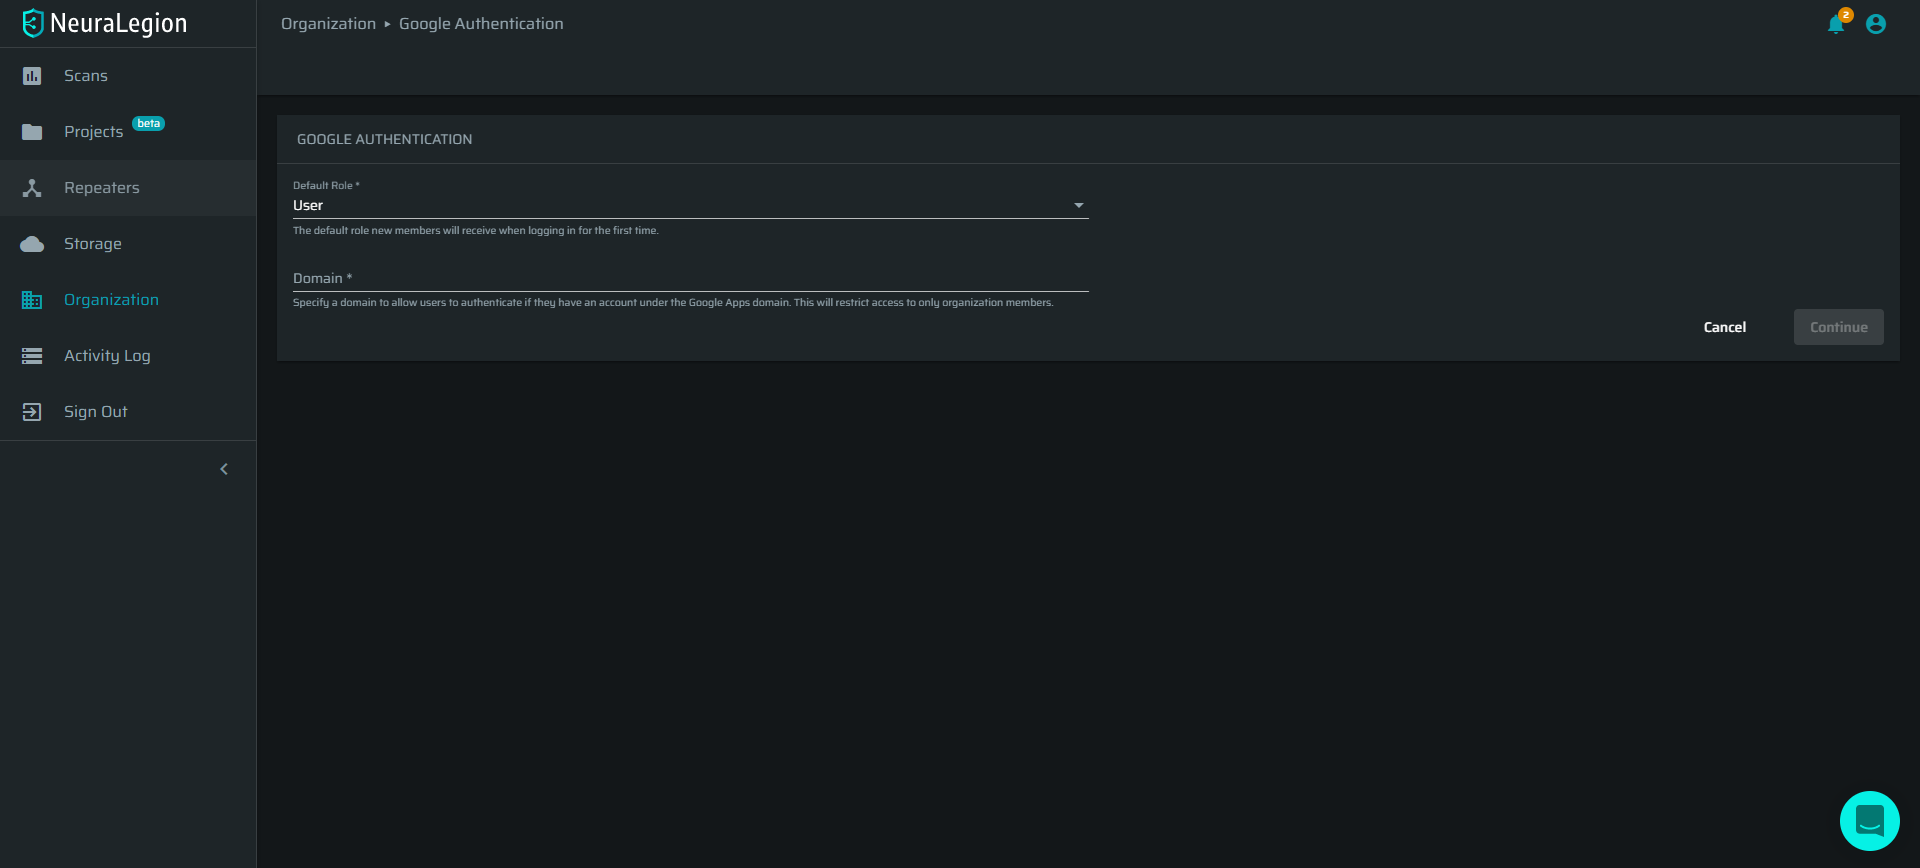 NeuraLegion
Organization ▸ Google Authentication
2
Scans
Projects beta
Repeaters
Storage
Organization
Activity Log
Sign Out
GOOGLE AUTHENTICATION
Default Role *
User
The default role new members will receive when logging in for the first time.
Domain *
Specify a domain to allow users to authenticate if they have an account under the Google Apps domain. This will restrict access to only organization members.
Cancel
Continue